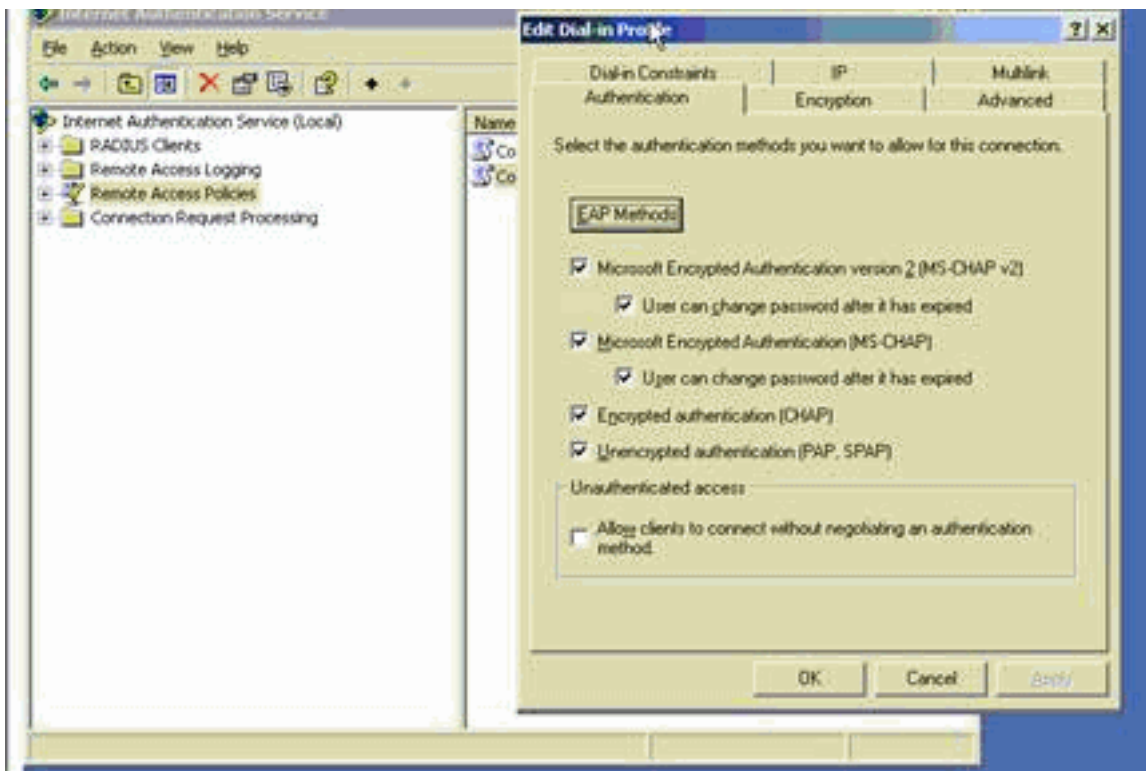 Internet Authentication Service
File Action View Help
Internet Authentication Service (Local)
RADIUS Clients
Remote Access Logging
Remote Access Policies
Connection Request Processing
Name
Co
Co
Edit Dial-in Profile
Dial-in Constraints IP Multilink
Authentication Encryption Advanced
Select the authentication methods you want to allow for this connection.
EAP Methods
Microsoft Encrypted Authentication version 2 (MS-CHAP v2)
User can change password after it has expired
Microsoft Encrypted Authentication (MS-CHAP)
User can change password after it has expired
Encrypted authentication (CHAP)
Unencrypted authentication (PAP, SPAP)
Unauthenticated access
Allow clients to connect without negotiating an authentication
method.
OK Cancel Apply